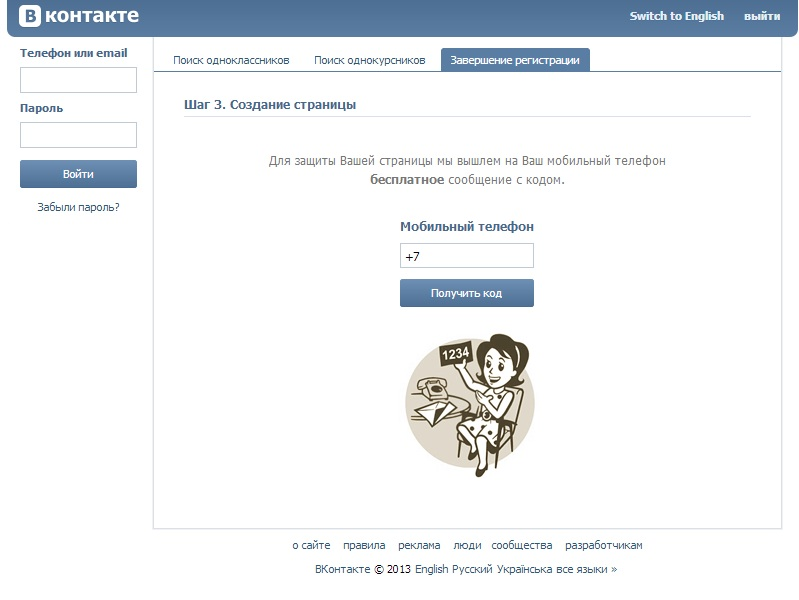 В контакте
Switch to English выйти
Телефон или email
Пароль
Войти
Забыли пароль?
Поиск одноклассников Поиск однокурсников Завершение регистрации
Шаг 3. Создание страницы
Для защиты Вашей страницы мы вышлем на Ваш мобильный телефон
бесплатное сообщение с кодом.
Мобильный телефон
+7
Получить код
1234
о сайте правила реклама люди сообщества разработчикам
ВКонтакте © 2013 English Русский Українська все языки »